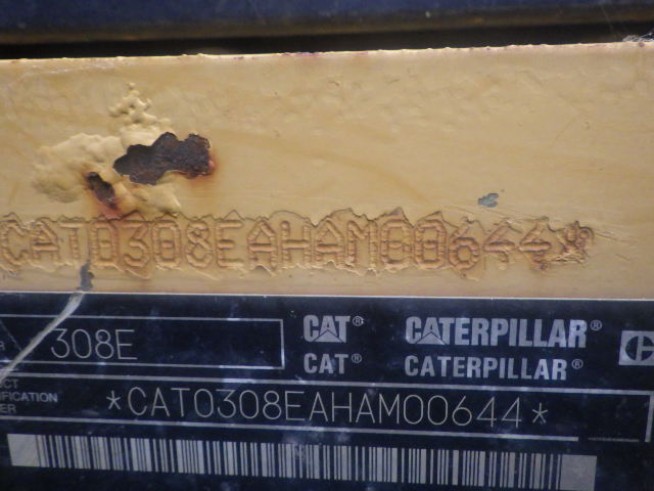 CAT0308EAHAM00644*
308E
CAT® CATERPILLAR®
CAT® CATERPILLAR®
*CAT0308EAHAM00644*